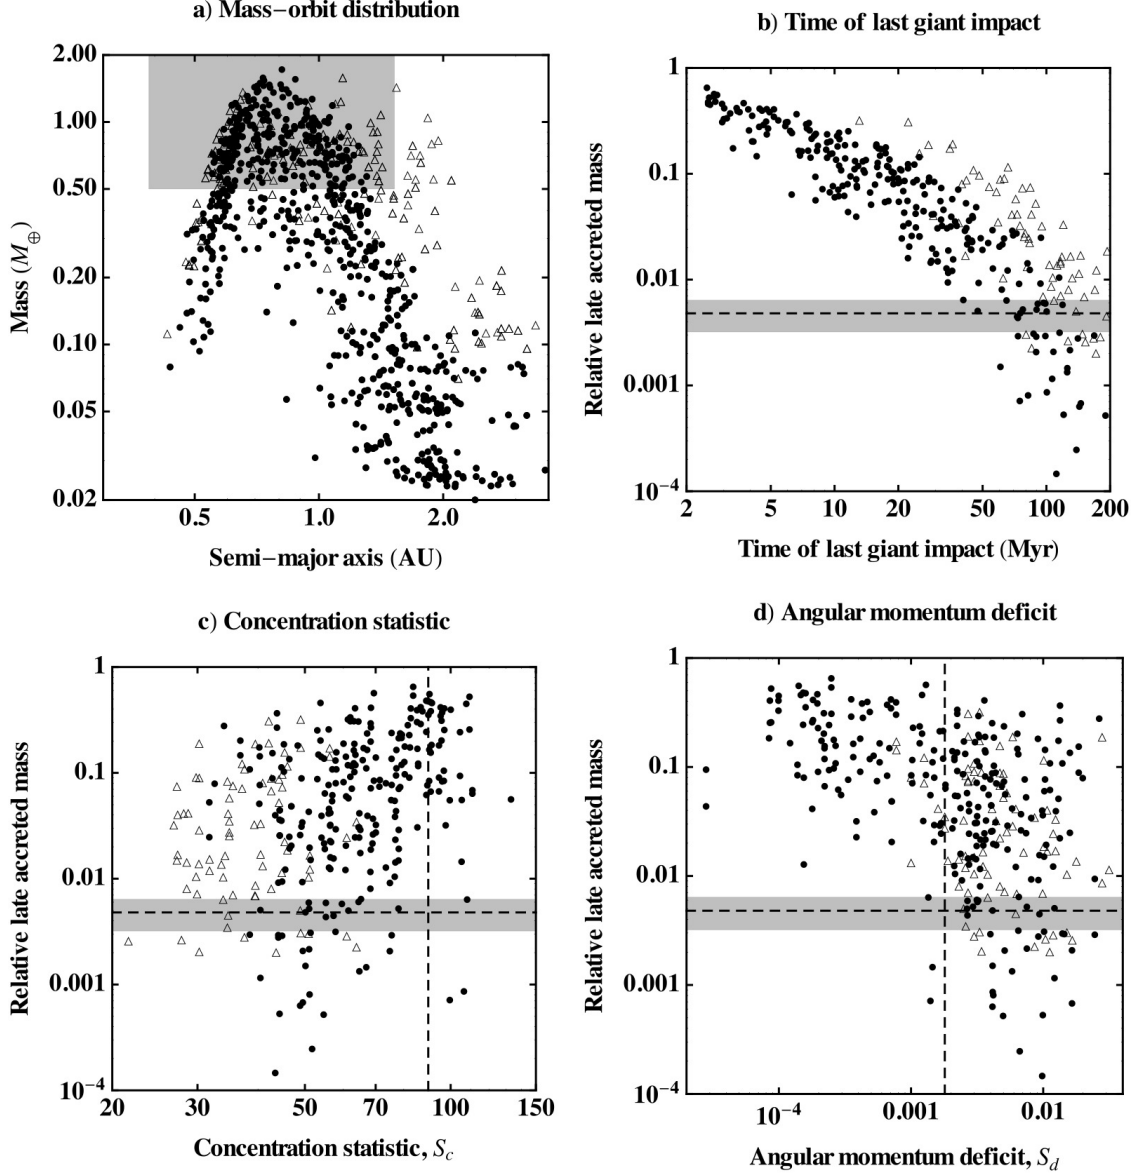 a) Mass−orbit distribution
Mass (M⊕)
2.00
1.00
0.50
0.20
0.10
0.05
0.02
0.5 1.0 2.0
Semi−major axis (AU)
b) Time of last giant impact
Relative late accreted mass
1
0.1
0.01
0.001
10⁻⁴
2 5 10 20 50 100 200
Time of last giant impact (Myr)
c) Concentration statistic
Relative late accreted mass
1
0.1
0.01
0.001
10⁻⁴
20 30 50 70 100 150
Concentration statistic, S_c
d) Angular momentum deficit
Relative late accreted mass
1
0.1
0.01
0.001
10⁻⁴
10⁻⁴ 0.001 0.01
Angular momentum deficit, S_d